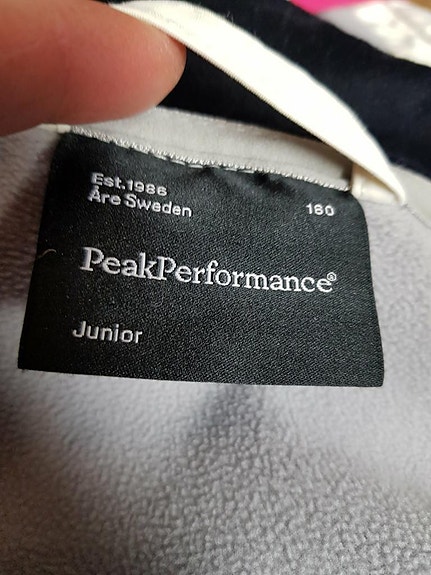 Est.1986
Åre Sweden
160
PeakPerformance®
Junior